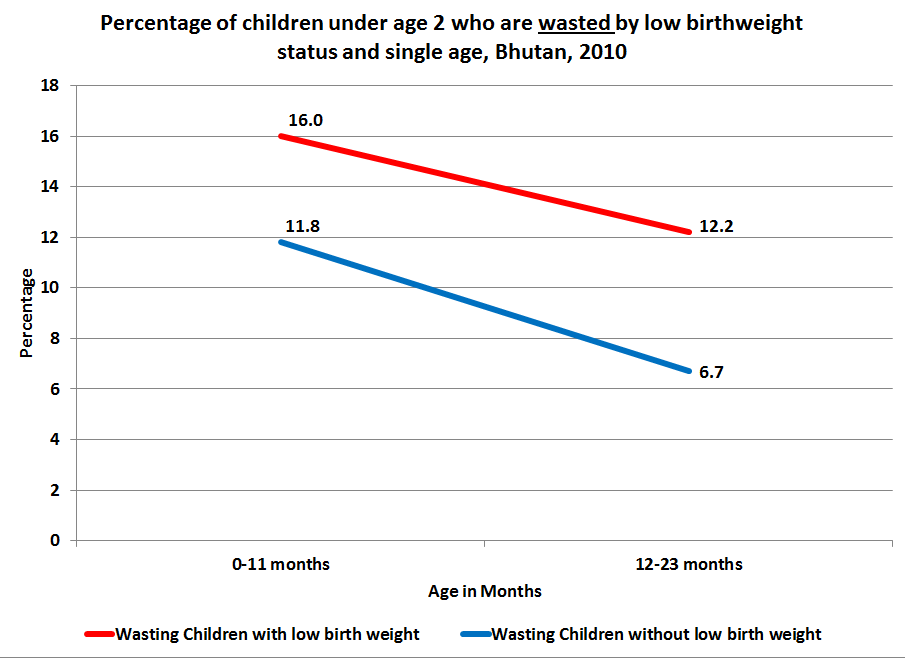 Percentage of children under age 2 who are wasted by low birthweight
status and single age, Bhutan, 2010
18
16
14
12
10
8
6
4
2
0
Percentage
16.0
12.2
11.8
6.7
0-11 months
12-23 months
Age in Months
Wasting Children with low birth weight
Wasting Children without low birth weight